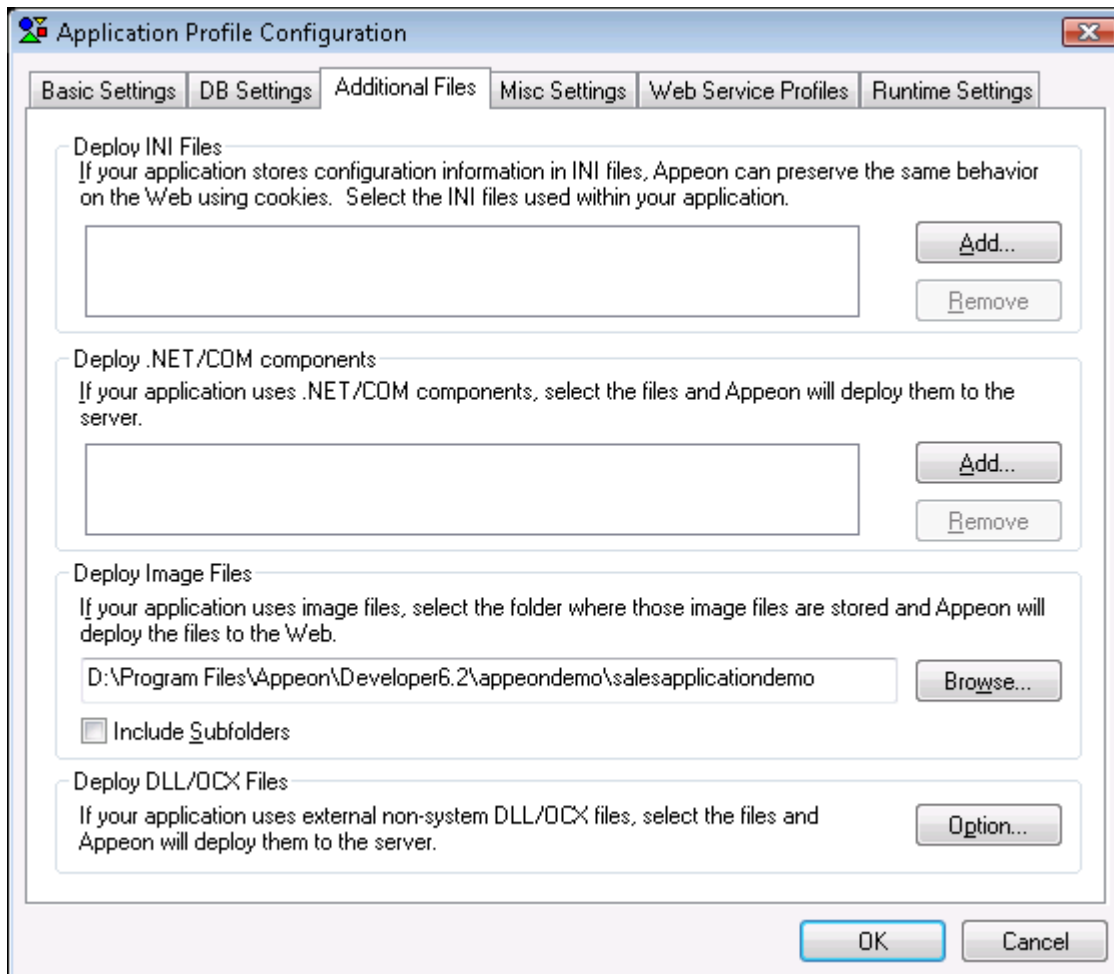 Application Profile Configuration
Basic Settings DB Settings Additional Files Misc Settings Web Service Profiles Runtime Settings
Deploy INI Files
If your application stores configuration information in INI files, Appeon can preserve the same behavior
on the Web using cookies. Select the INI files used within your application.
Add...
Remove
Deploy .NET/COM components
If your application uses .NET/COM components, select the files and Appeon will deploy them to the
server.
Add...
Remove
Deploy Image Files
If your application uses image files, select the folder where those image files are stored and Appeon will
deploy the files to the Web.
D:\Program Files\Appeon\Developer6.2\appeondemo\salesapplicationdemo
Browse...
Include Subfolders
Deploy DLL/OCX Files
If your application uses external non-system DLL/OCX files, select the files and
Appeon will deploy them to the server.
Option...
OK Cancel